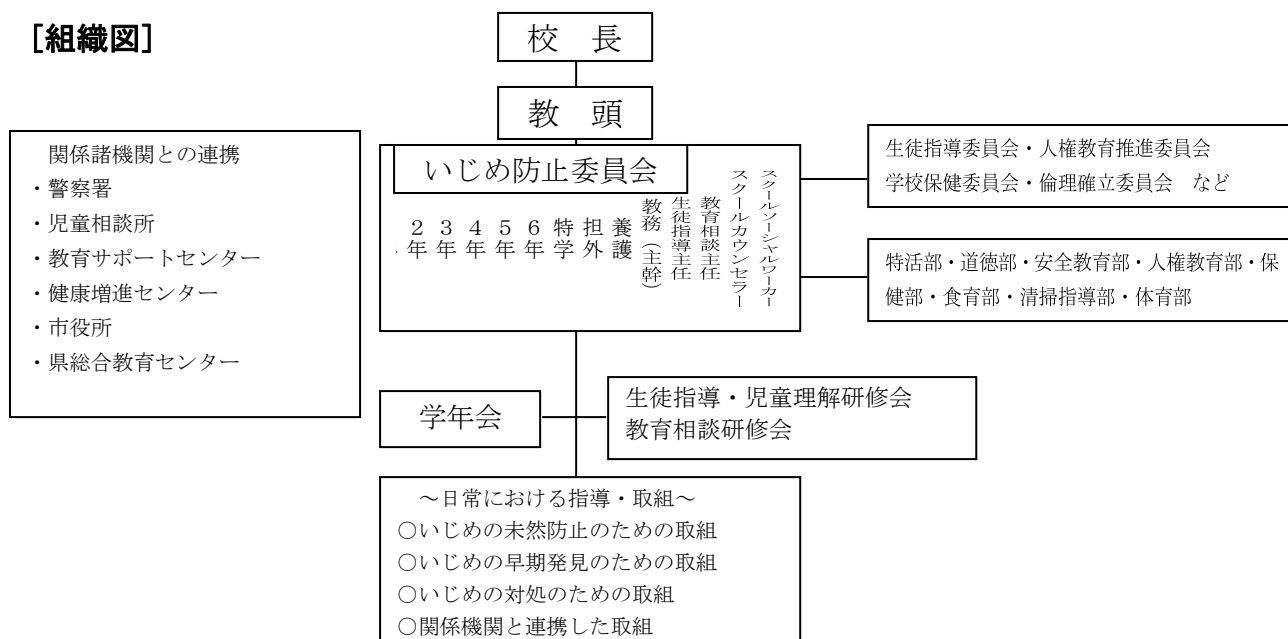 [組織図]
校 長
教 頭
関係諸機関との連携
・警察署
・児童相談所
・教育サポートセンター
・健康増進センター
・市役所
・県総合教育センター
いじめ防止委員会
2年
3年
4年
5年
6年
特学
担外
養護
教務(主幹)
生徒指導主任
教育相談主任
スクールカウンセラー
スクールソーシャルワーカー
生徒指導委員会・人権教育推進委員会
学校保健委員会・倫理確立委員会 など
特活部・道徳部・安全教育部・人権教育部・保
健部・食育部・清掃指導部・体育部
学年会
生徒指導・児童理解研修会
教育相談研修会
~日常における指導・取組~
○いじめの未然防止のための取組
○いじめの早期発見のための取組
○いじめの対処のための取組
○関係機関と連携した取組